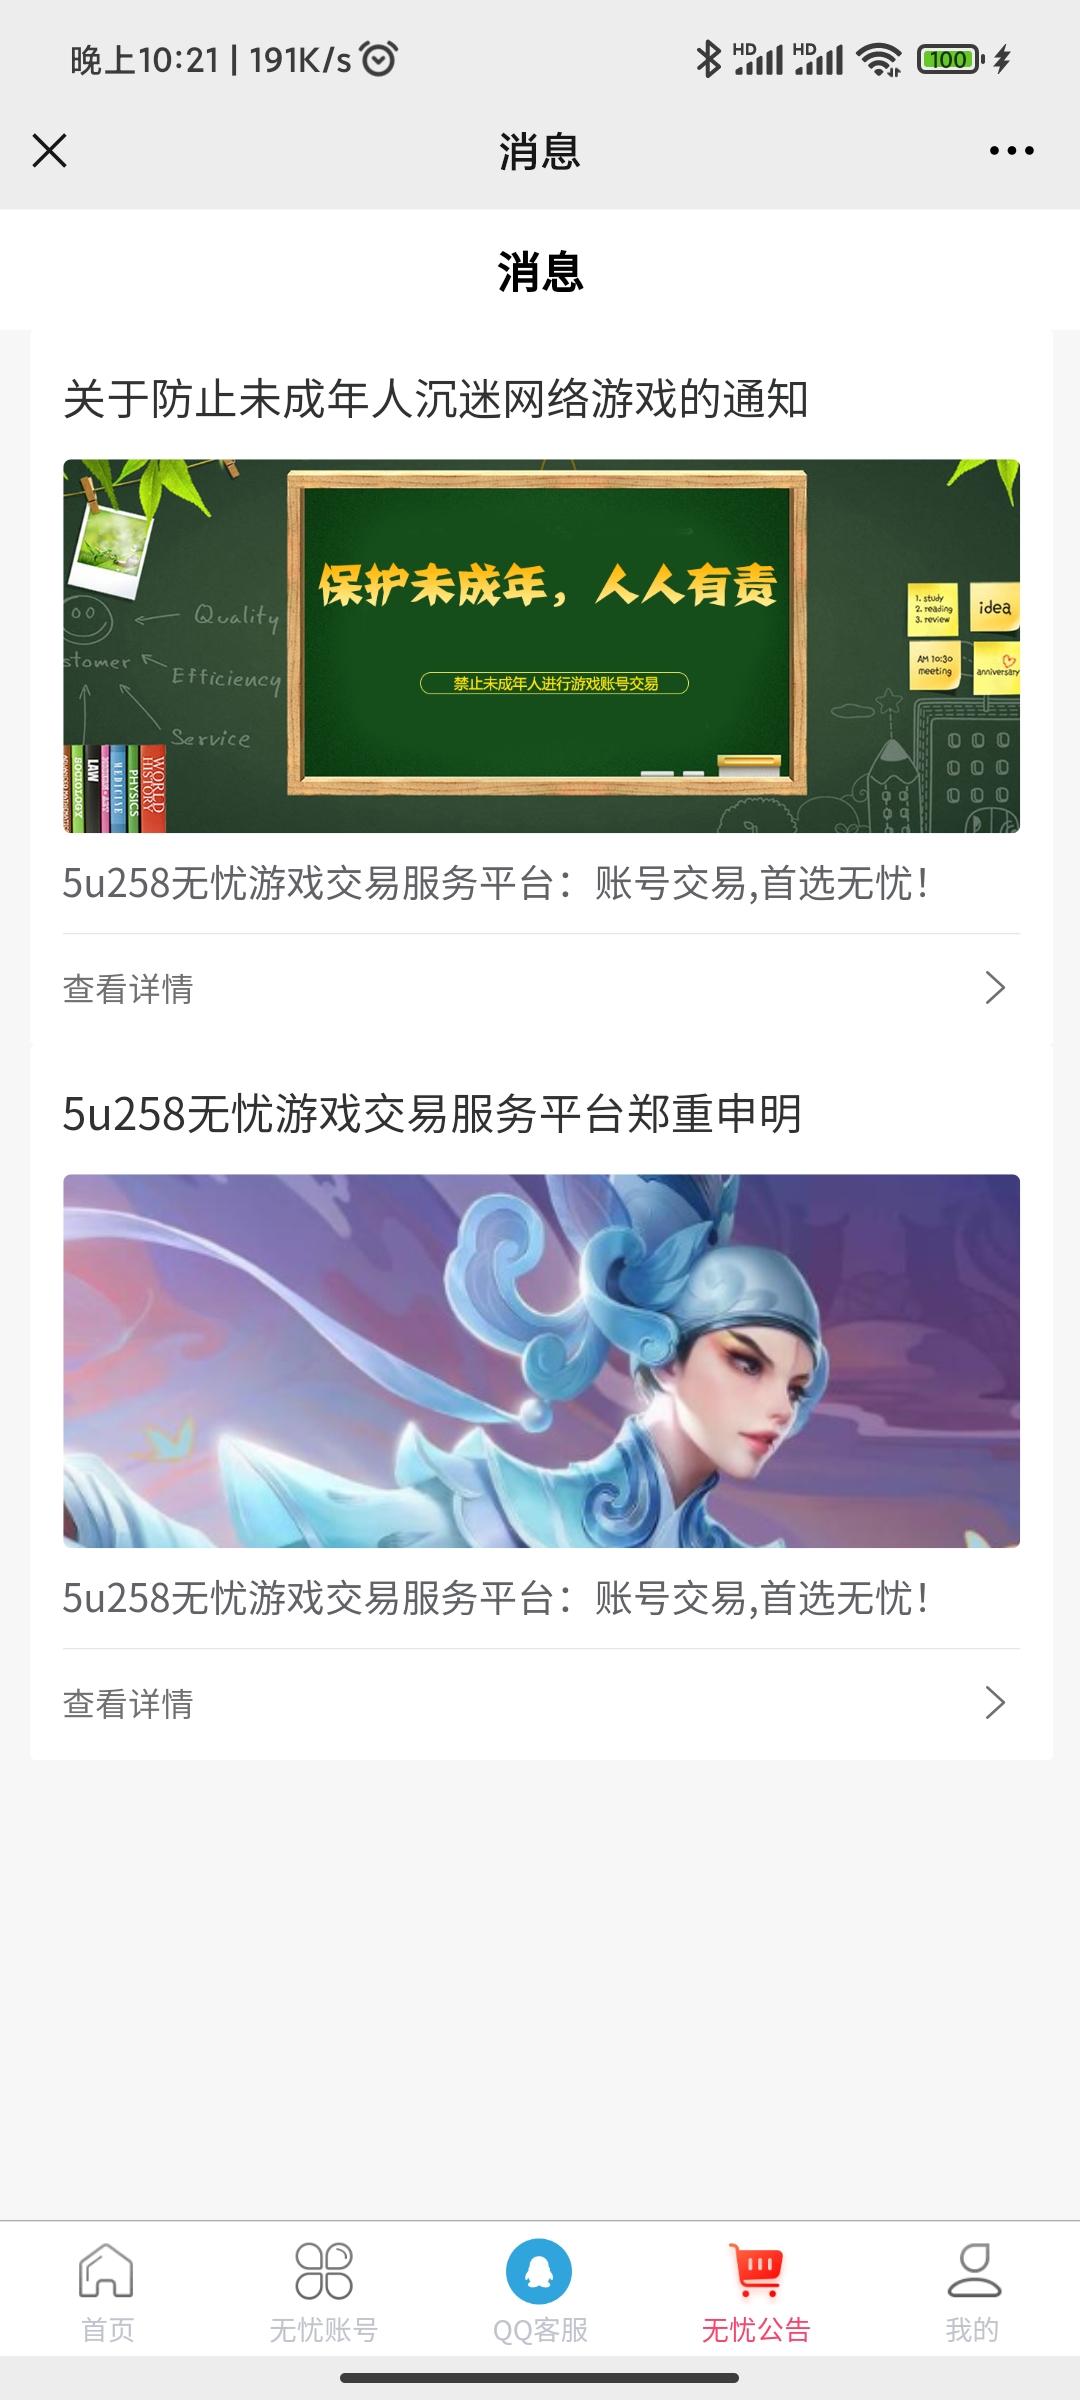 晚上10:21 | 191K/s
HD HD 100
消息
消息
关于防止未成年人沉迷网络游戏的通知
保护未成年，人人有责
禁止未成年人进行游戏账号交易
Quality
stomer
Efficiency
Service
1. study
2. reading
3. review
idea
AM 10:30
meeting
anniversary
SOCIOLOGY
LAW
MEDICINE
PHYSICS
WORLD HISTORY
5u258无忧游戏交易服务平台：账号交易,首选无忧！
查看详情
5u258无忧游戏交易服务平台郑重申明
5u258无忧游戏交易服务平台：账号交易,首选无忧！
查看详情
首页
无忧账号
QQ客服
无忧公告
我的